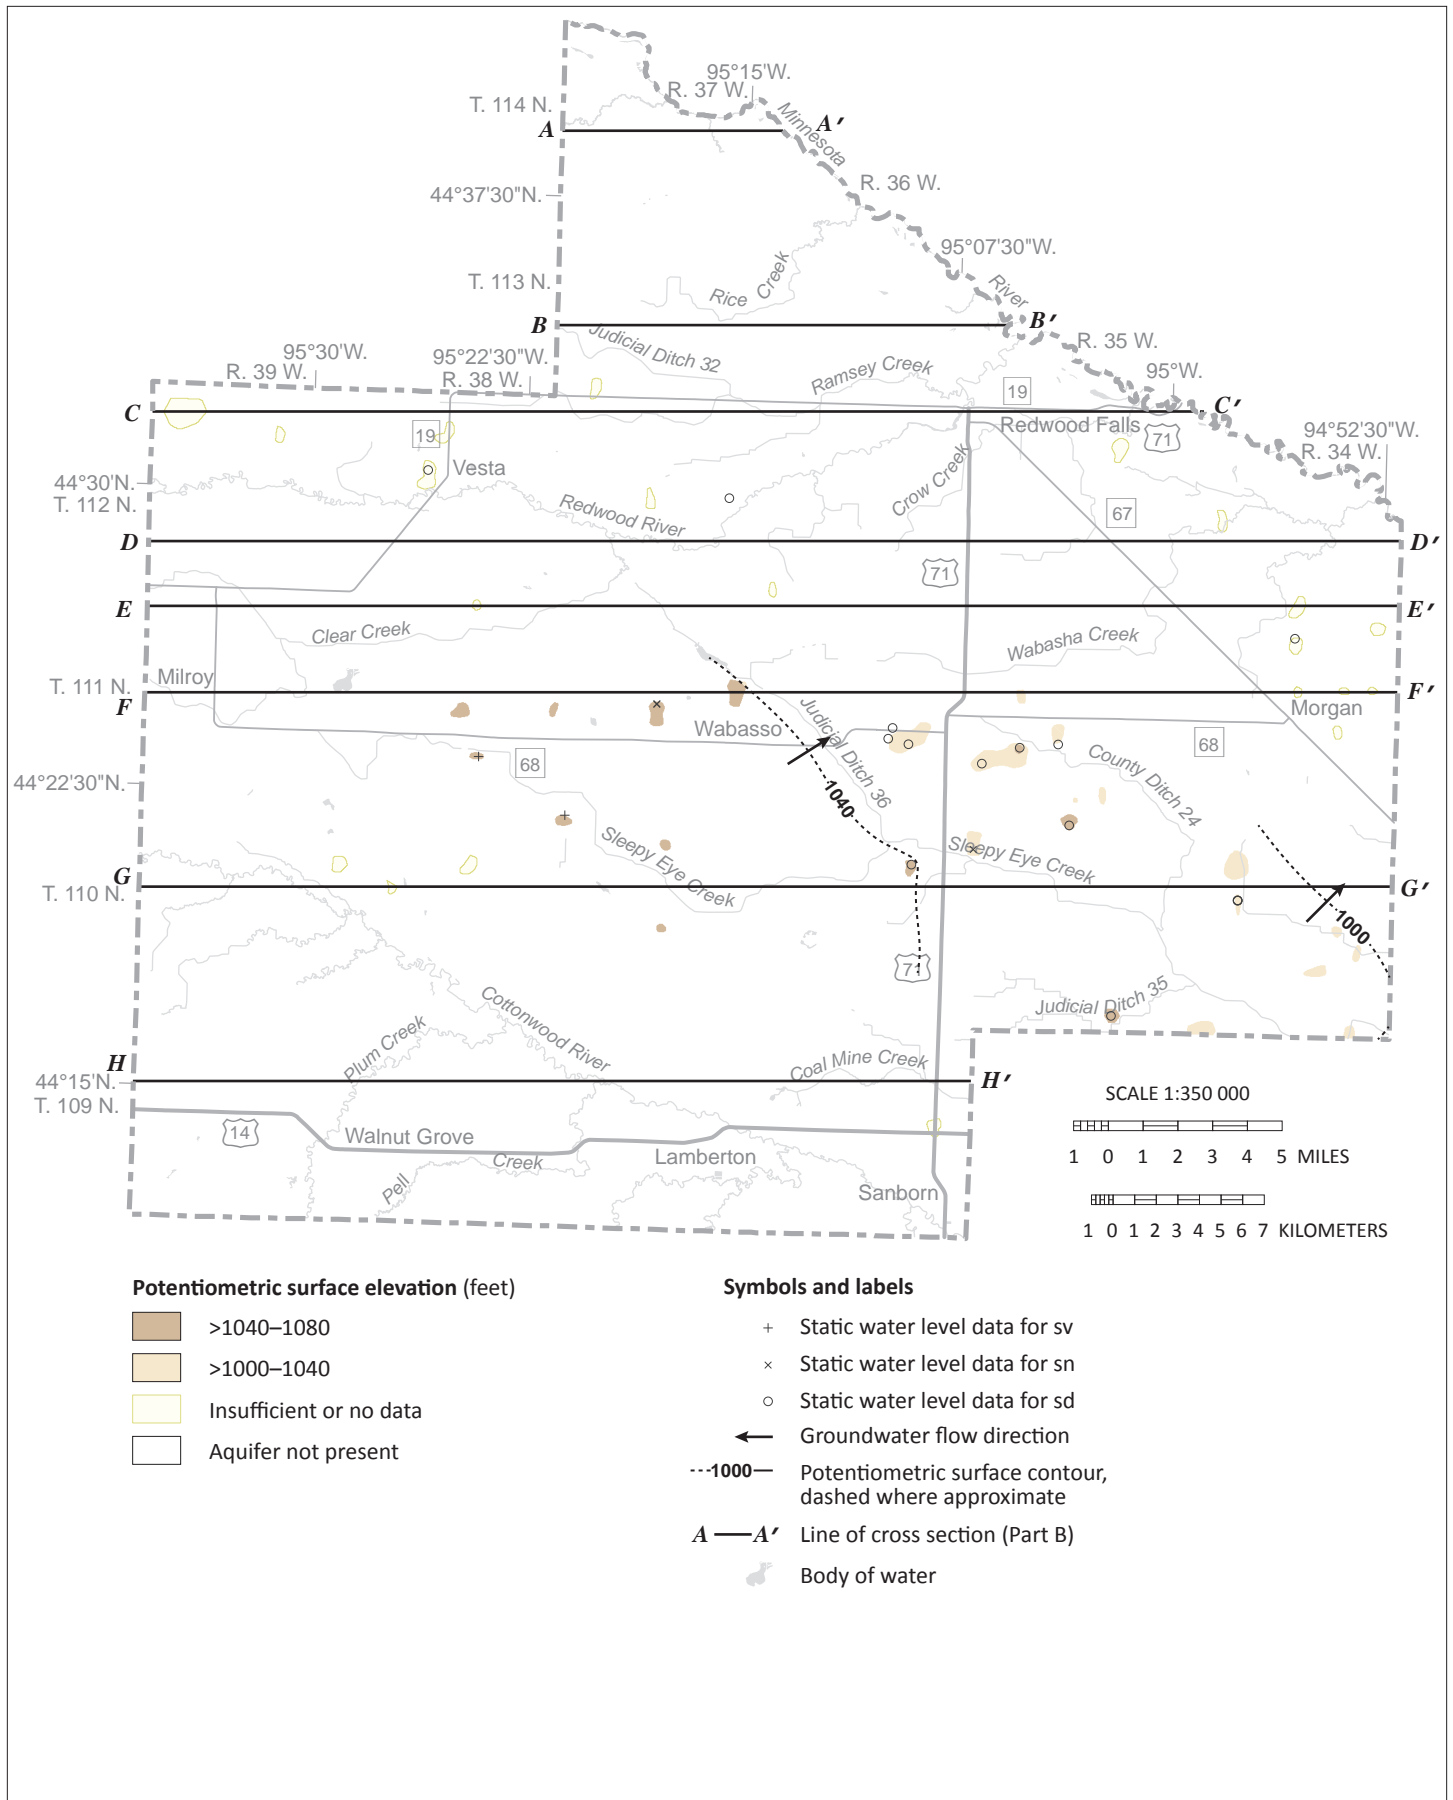 95°15'W.
R. 37 W.
T. 114 N.
A
A′
Minnesota
R. 36 W.
44°37'30"N.
95°07'30"W.
Creek
T. 113 N.
Rice
River
B
B′
Judicial Ditch 32
R. 35 W.
95°30'W.
95°22'30"W.
R. 39 W.
R. 38 W.
Ramsey Creek
95°W.
19
C
C′
Redwood Falls
19
71
94°52'30"W.
R. 34 W.
Vesta
Crow Creek
44°30'N.
T. 112 N.
Redwood River
67
D
D′
71
E
E′
Clear Creek
Wabasha Creek
Milroy
T. 111 N.
F
F′
Judicial Ditch 36
Morgan
Wabasso
68
68
County Ditch 24
44°22'30"N.
1040
Sleepy Eye Creek
Sleepy Eye Creek
G
G′
T. 110 N.
1000
71
Cottonwood River
Judicial Ditch 35
Plum Creek
Coal Mine Creek
H
H′
44°15'N.
T. 109 N.
SCALE 1:350 000
14
Walnut Grove
1 0 1 2 3 4 5 MILES
Creek
Lamberton
Pell
Sanborn
1 0 1 2 3 4 5 6 7 KILOMETERS
Potentiometric surface elevation (feet)
>1040–1080
>1000–1040
Insufficient or no data
Aquifer not present
Symbols and labels
Static water level data for sv
Static water level data for sn
Static water level data for sd
Groundwater flow direction
1000
Potentiometric surface contour,
dashed where approximate
A A′ Line of cross section (Part B)
Body of water